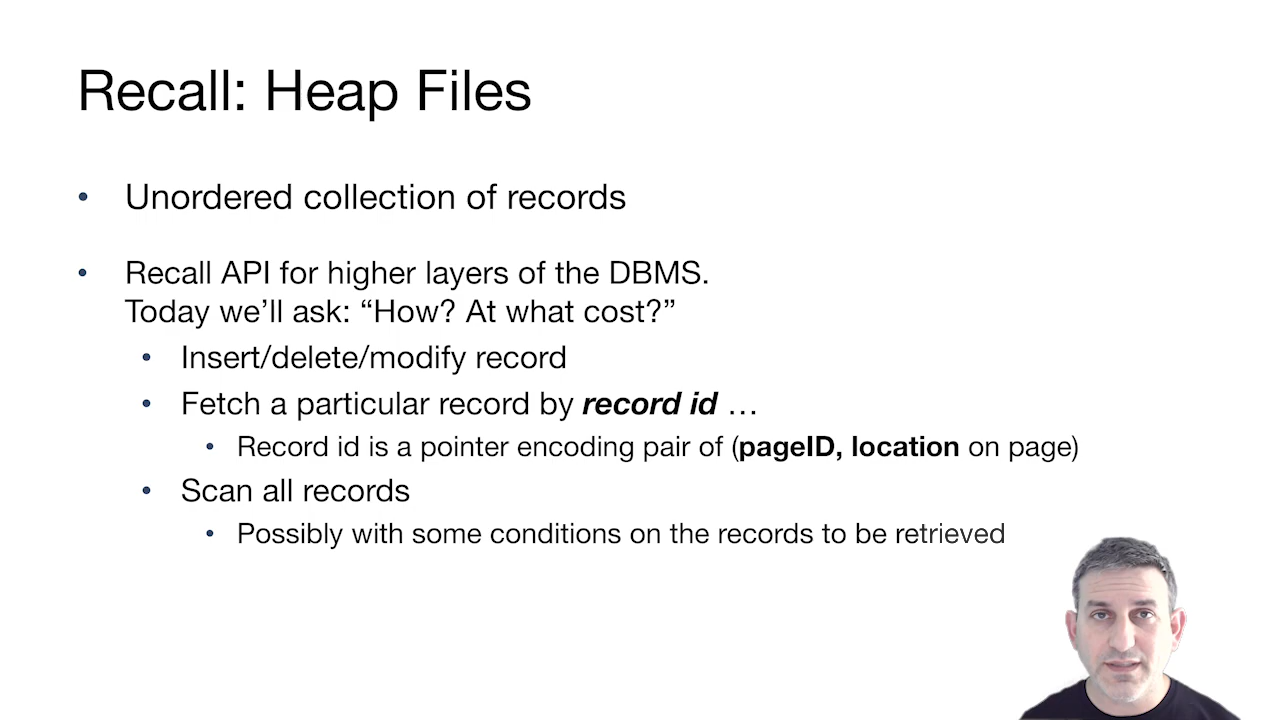 Recall: Heap Files
• Unordered collection of records
• Recall API for higher layers of the DBMS.
Today we’ll ask: “How? At what cost?”
• Insert/delete/modify record
• Fetch a particular record by record id …
• Record id is a pointer encoding pair of (pageID, location on page)
• Scan all records
• Possibly with some conditions on the records to be retrieved